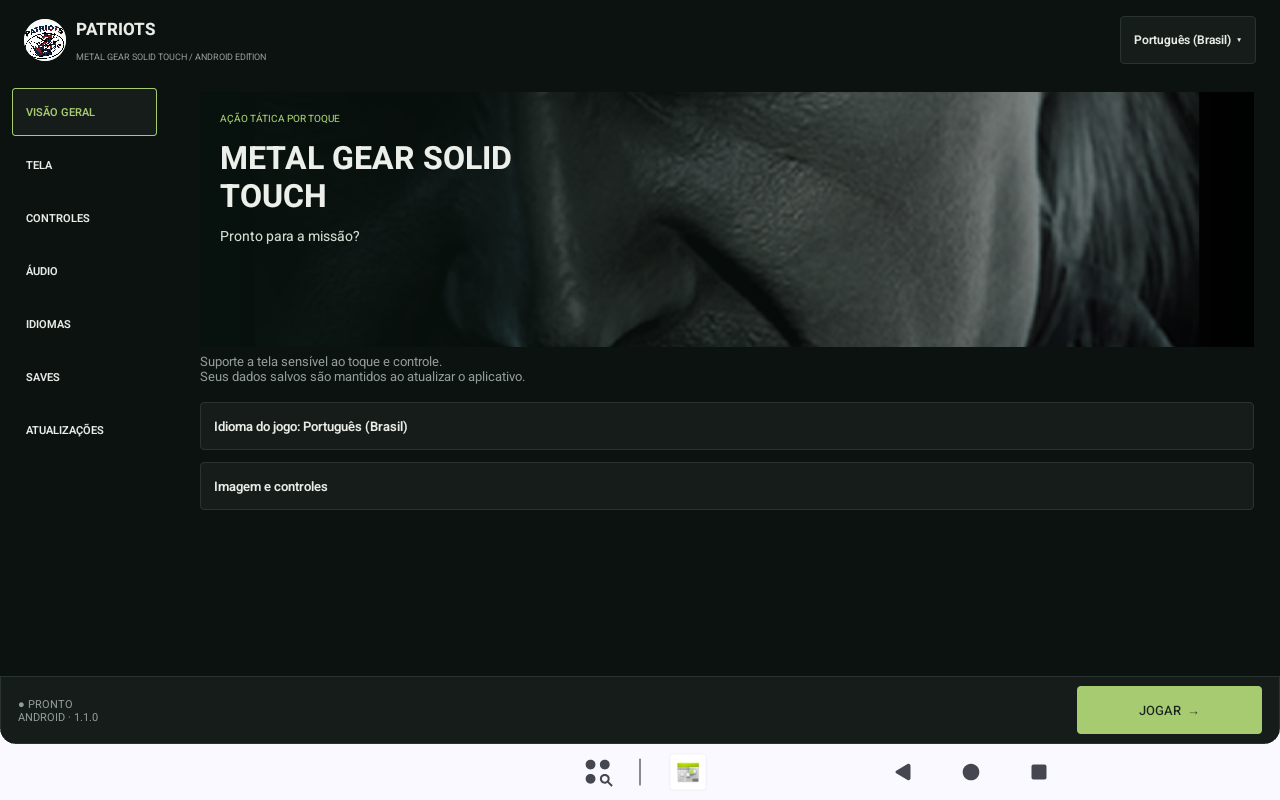 PATRIOTS
PATRIOTS
METAL GEAR SOLID TOUCH / ANDROID EDITION
Português (Brasil) ▾
VISÃO GERAL
TELA
CONTROLES
ÁUDIO
IDIOMAS
SAVES
ATUALIZAÇÕES
AÇÃO TÁTICA POR TOQUE
METAL GEAR SOLID
TOUCH
Pronto para a missão?
Suporte a tela sensível ao toque e controle.
Seus dados salvos são mantidos ao atualizar o aplicativo.
Idioma do jogo: Português (Brasil)
Imagem e controles
● PRONTO
ANDROID · 1.1.0
JOGAR →